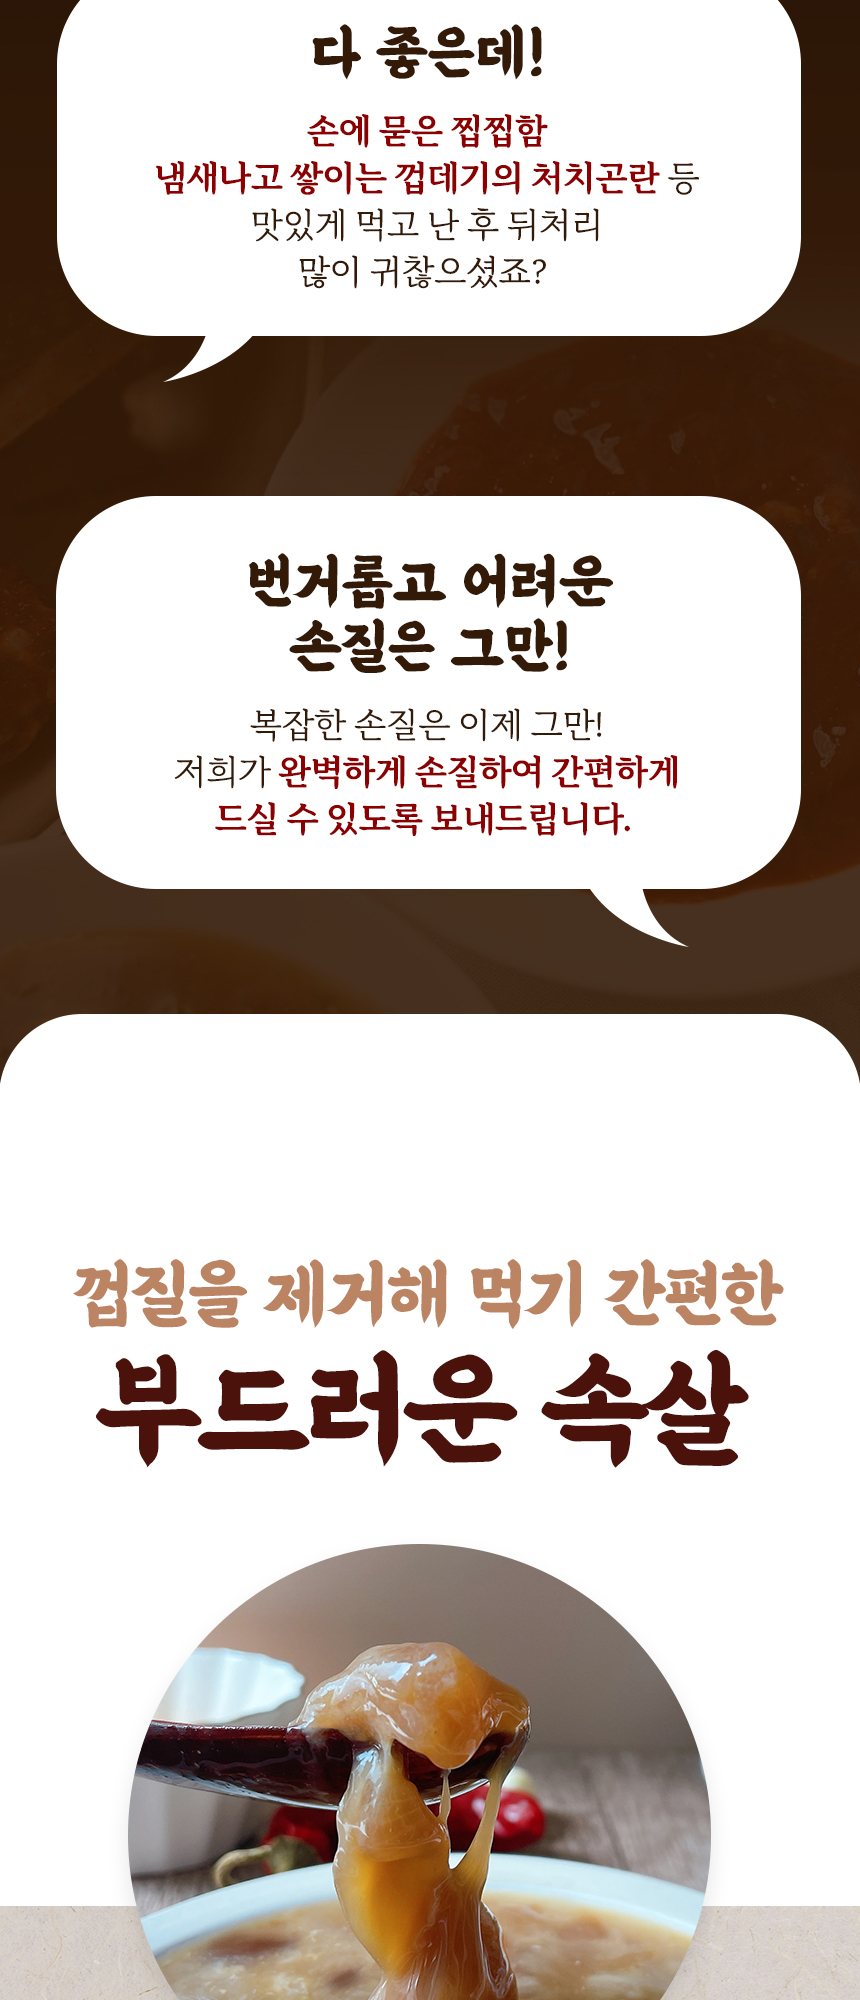 다 좋은데!
손에 묻은 찝찝함
냄새나고 쌓이는 껍데기의 처치곤란 등
맛있게 먹고 난 후 뒤처리
많이 귀찮으셨죠?
번거롭고 어려운
손질은 그만!
복잡한 손질은 이제 그만!
저희가 완벽하게 손질하여 간편하게
드실 수 있도록 보내드립니다.
껍질을 제거해 먹기 간편한
부드러운 속살